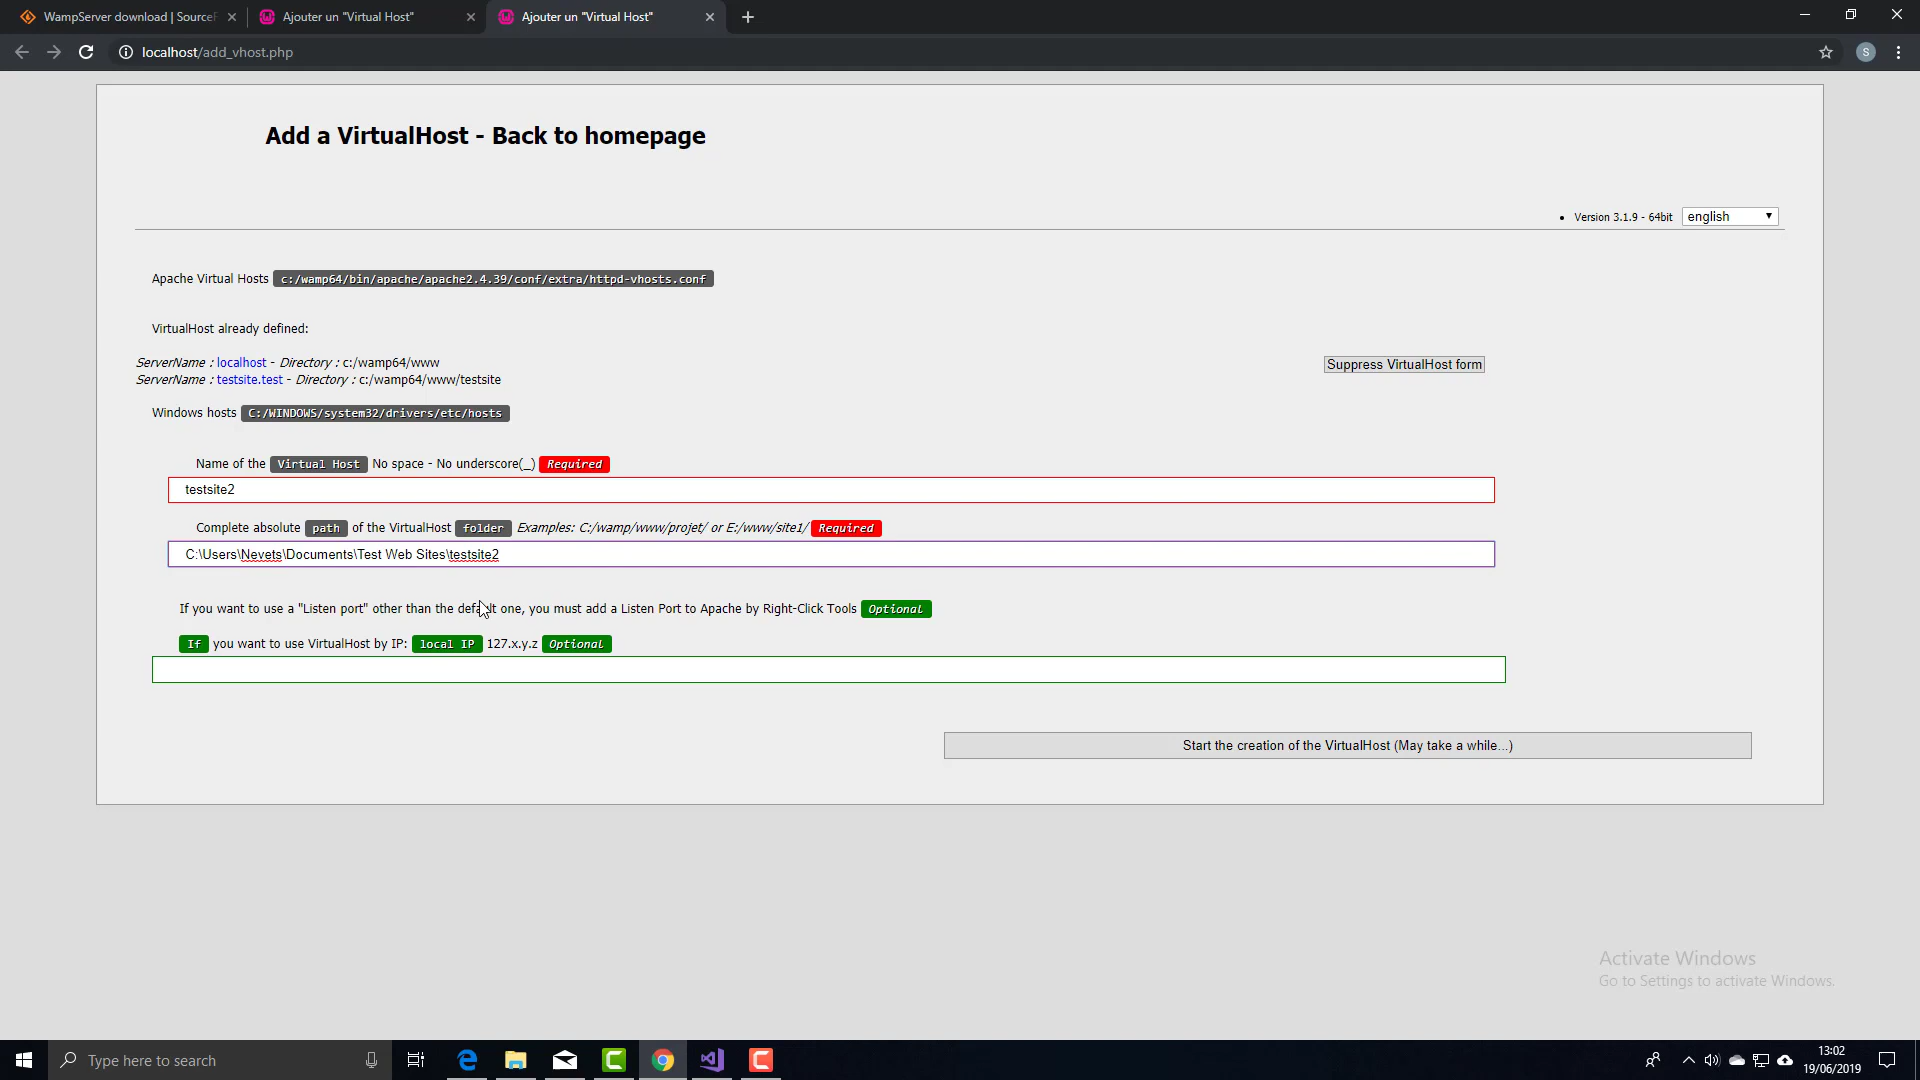 WampServer download | SourceF
Ajouter un "Virtual Host"
Ajouter un "Virtual Host"
localhost/add_vhost.php
S
Add a VirtualHost - Back to homepage
Version 3.1.9 - 64bit
english
Apache Virtual Hosts c:/wamp64/bin/apache/apache2.4.39/conf/extra/httpd-vhosts.conf
VirtualHost already defined:
ServerName : localhost - Directory : c:/wamp64/www
ServerName : testsite.test - Directory : c:/wamp64/www/testsite
Suppress VirtualHost form
Windows hosts C:/WINDOWS/system32/drivers/etc/hosts
Name of the Virtual Host No space - No underscore(_) Required
testsite2
Complete absolute path of the VirtualHost folder Examples: C:/wamp/www/projet/ or E:/www/site1/ Required
C:\Users\Nevets\Documents\Test Web Sites\testsite2
If you want to use a "Listen port" other than the default one, you must add a Listen Port to Apache by Right-Click Tools Optional
If you want to use VirtualHost by IP: local IP 127.x.y.z Optional
Start the creation of the VirtualHost (May take a while...)
Activate Windows
Go to Settings to activate Windows.
Type here to search
13:02
19/06/2019